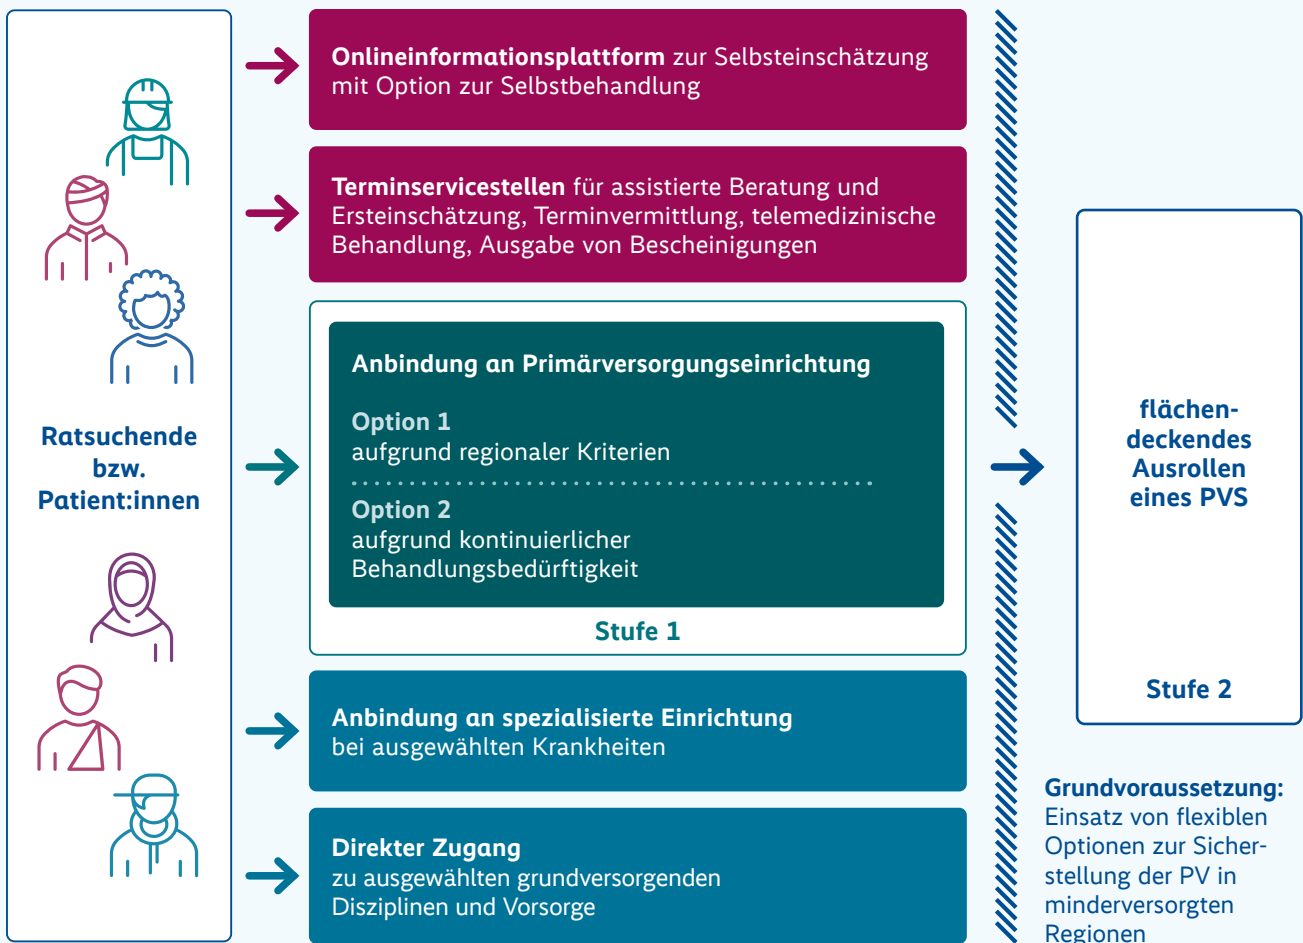 Ratsuchende
bzw.
Patient:innen
Onlineinformationsplattform zur Selbsteinschätzung
mit Option zur Selbstbehandlung
Terminservicestellen für assistierte Beratung und
Ersteinschätzung, Terminvermittlung, telemedizinische
Behandlung, Ausgabe von Bescheinigungen
Anbindung an Primärversorgungseinrichtung
Option 1
aufgrund regionaler Kriterien
Option 2
aufgrund kontinuierlicher
Behandlungsbedürftigkeit
Stufe 1
Anbindung an spezialisierte Einrichtung
bei ausgewählten Krankheiten
Direkter Zugang
zu ausgewählten grundversorgenden
Disziplinen und Vorsorge
flächen-
deckendes
Ausrollen
eines PVS
Stufe 2
Grundvoraussetzung:
Einsatz von flexiblen
Optionen zur Sicher-
stellung der PV in
minderversorgten
Regionen